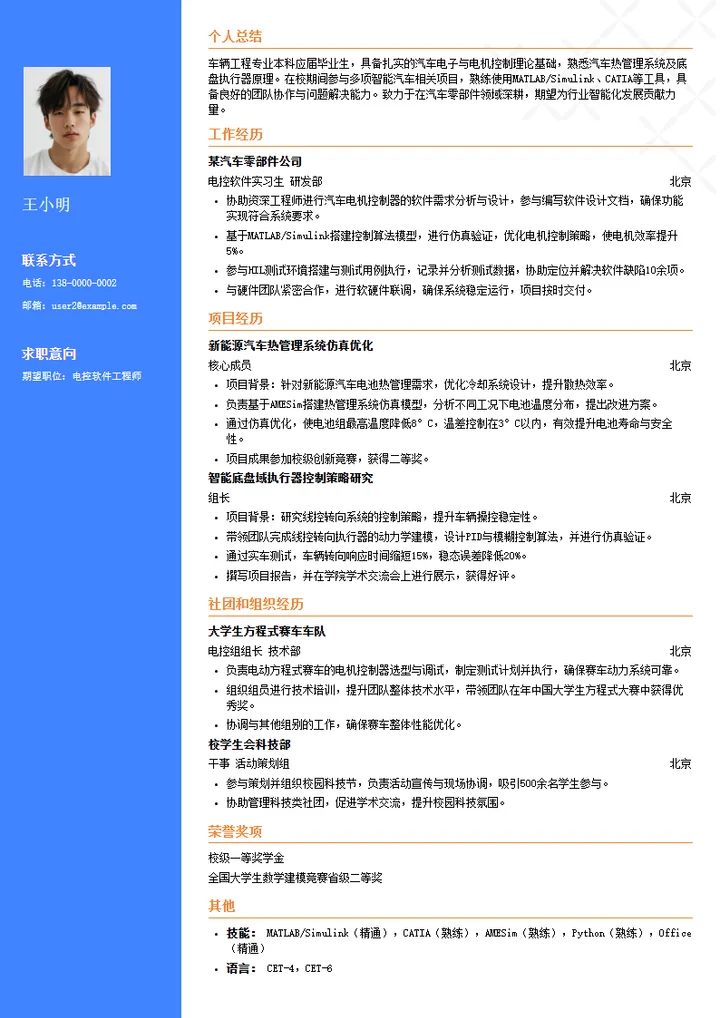 王小明
联系方式
电话：138-0000-0002
邮箱：user2@example.com
求职意向
期望职位：电控软件工程师
个人总结
车辆工程专业本科应届毕业生，具备扎实的汽车电子与电机控制理论基础，熟悉汽车热管理系统及底
盘执行器原理。在校期间参与多项智能汽车相关项目，熟练使用MATLAB/Simulink、CATIA等工具，具
备良好的团队协作与问题解决能力。致力于在汽车零部件领域深耕，期望为行业智能化发展贡献力
量。
工作经历
某汽车零部件公司
电控软件实习生 研发部 北京
• 协助资深工程师进行汽车电机控制器的软件需求分析与设计，参与编写软件设计文档，确保功能
实现符合系统要求。
• 基于MATLAB/Simulink搭建控制算法模型，进行仿真验证，优化电机控制策略，使电机效率提升
5%。
• 参与HIL测试环境搭建与测试用例执行，记录并分析测试数据，协助定位并解决软件缺陷10余项。
• 与硬件团队紧密合作，进行软硬件联调，确保系统稳定运行，项目按时交付。
项目经历
新能源汽车热管理系统仿真优化
核心成员 北京
• 项目背景：针对新能源汽车电池热管理需求，优化冷却系统设计，提升散热效率。
• 负责基于AMESim搭建热管理系统仿真模型，分析不同工况下电池温度分布，提出改进方案。
• 通过仿真优化，使电池组最高温度降低8°C，温差控制在3°C以内，有效提升电池寿命与安全
性。
• 项目成果参加校级创新竞赛，获得二等奖。
智能底盘域执行器控制策略研究
组长 北京
• 项目背景：研究线控转向系统的控制策略，提升车辆操控稳定性。
• 带领团队完成线控转向执行器的动力学建模，设计PID与模糊控制算法，并进行仿真验证。
• 通过实车测试，车辆转向响应时间缩短15%，稳态误差降低20%。
• 撰写项目报告，并在学院学术交流会上进行展示，获得好评。
社团和组织经历
大学生方程式赛车车队
电控组组长 技术部 北京
• 负责电动方程式赛车的电机控制器选型与调试，制定测试计划并执行，确保赛车动力系统可靠。
• 组织组员进行技术培训，提升团队整体技术水平，带领团队在年中国大学生方程式大赛中获得优
秀奖。
• 协调与其他组别的工作，确保赛车整体性能优化。
校学生会科技部
干事 活动策划组 北京
• 参与策划并组织校园科技节，负责活动宣传与现场协调，吸引500余名学生参与。
• 协助管理科技类社团，促进学术交流，提升校园科技氛围。
荣誉奖项
校级一等奖学金
全国大学生数学建模竞赛省级二等奖
其他
• 技能： MATLAB/Simulink（精通），CATIA（熟练），AMESim（熟练），Python（熟练），Office
（精通）
• 语言： CET-4，CET-6